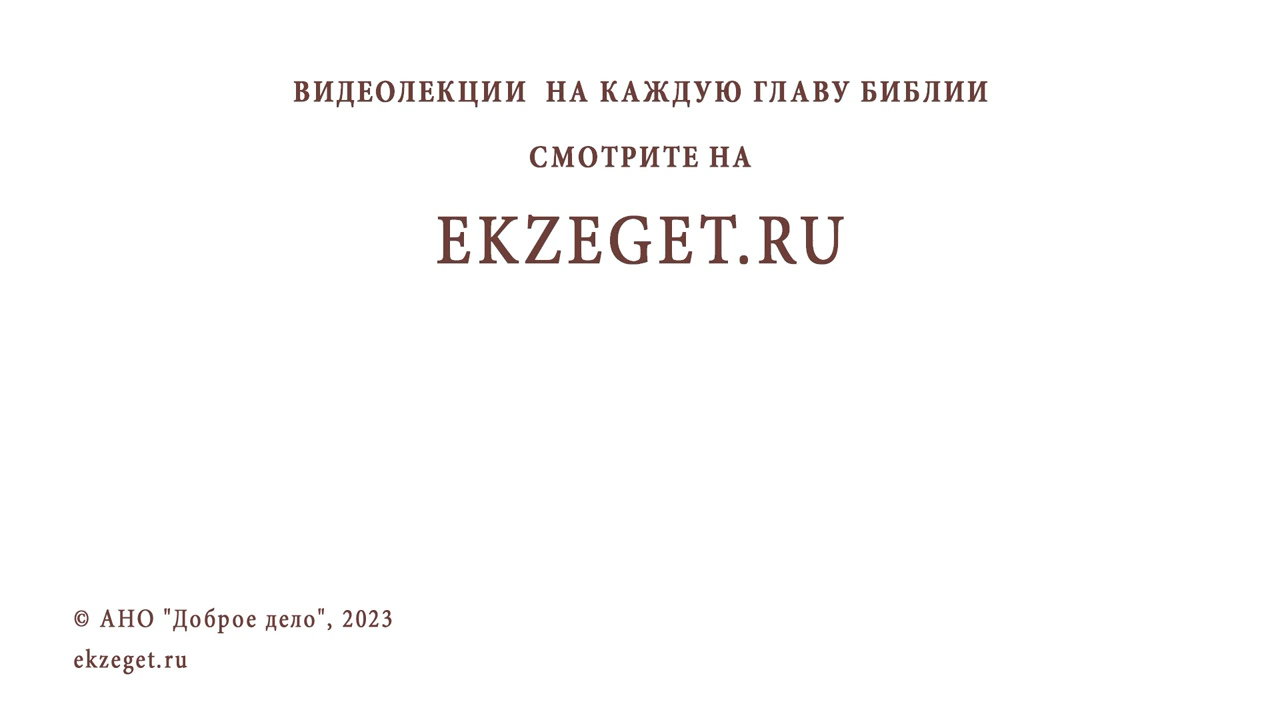 ВИДЕОЛЕКЦИИ НА КАЖДУЮ ГЛАВУ БИБЛИИ
СМОТРИТЕ НА
EKZEGET.RU
© АНО "Доброе дело", 2023
ekzeget.ru